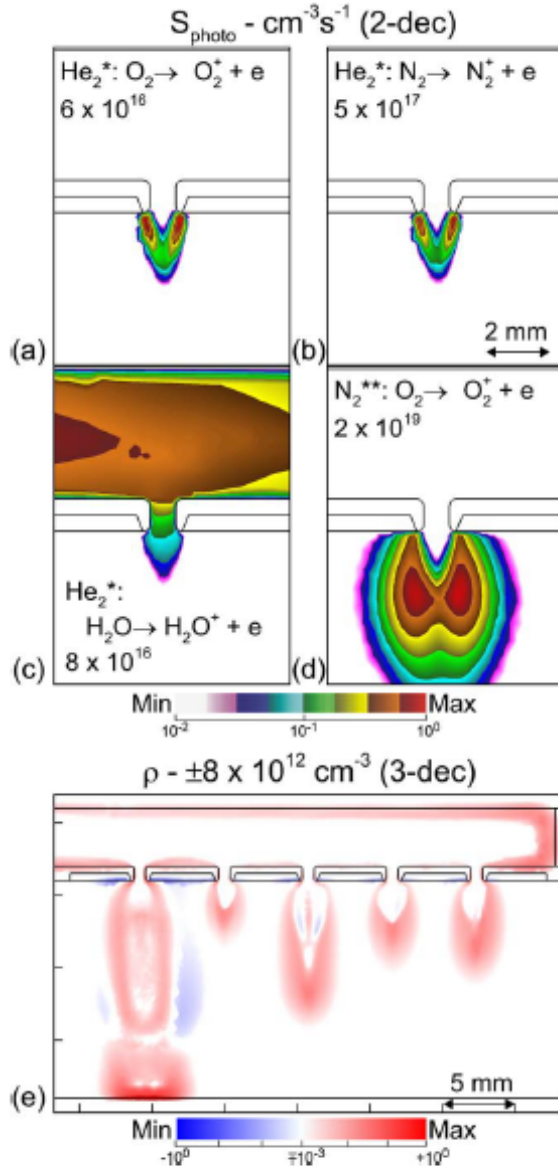 S_photo - cm⁻³s⁻¹ (2-dec)
He₂*: O₂→ O₂⁺ + e
6 x 10¹⁶
(a)
He₂*: N₂→ N₂⁺ + e
5 x 10¹⁷
2 mm
(b)
He₂*:
H₂O→ H₂O⁺ + e
8 x 10¹⁶
(c)
N₂**: O₂→ O₂⁺ + e
2 x 10¹⁹
(d)
Min Max
10⁻² 10⁻¹ 10⁰
ρ - ±8 x 10¹² cm⁻³ (3-dec)
(e)
5 mm
Min Max
-10⁰ ∓10⁻³ +10⁰